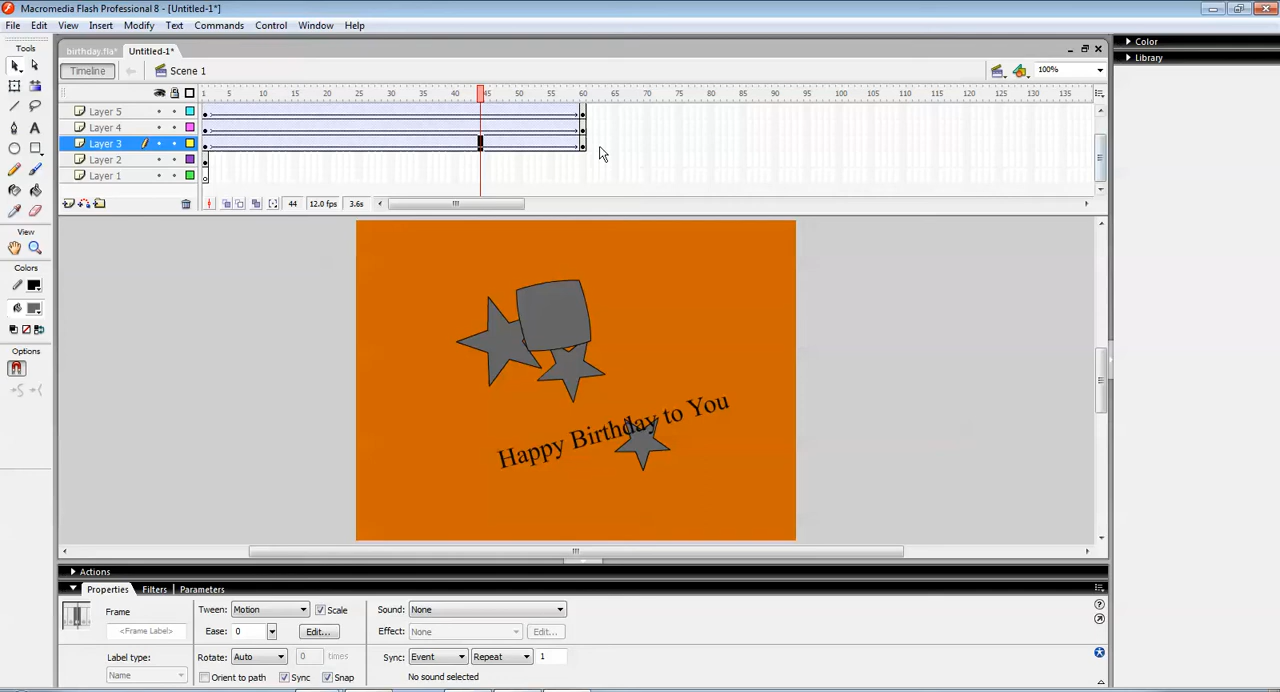 Macromedia Flash Professional 8 - [Untitled-1*]
File Edit View Insert Modify Text Commands Control Window Help
Tools
birthday.fla* Untitled-1*
Color
Timeline Scene 1 100%
Library
1 5 10 15 20 25 30 35 40 45 50 55 60 65 70 75 80 85 90 95 100 105 110 115 120 125 130 135
Layer 5
Layer 4
Layer 3
Layer 2
Layer 1
44 12.0 fps 3.6s
View
Colors
Options
Happy Birthday to You
Actions
Properties Filters Parameters
Frame Tween: Motion Scale Sound: None
<Frame Label> Ease: 0 Edit... Effect: None Edit...
Label type: Rotate: Auto 0 times Sync: Event Repeat 1
Name Orient to path Sync Snap No sound selected